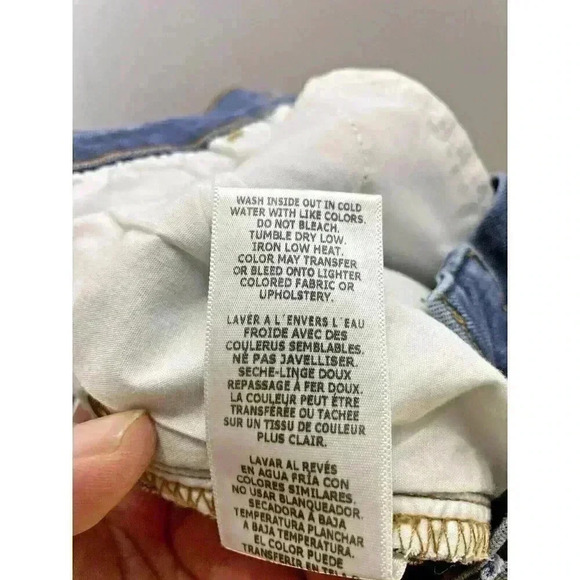 WASH INSIDE OUT IN COLD
WATER WITH LIKE COLORS.
DO NOT BLEACH.
TUMBLE DRY LOW.
IRON LOW HEAT.
COLOR MAY TRANSFER
OR BLEED ONTO LIGHTER
COLORED FABRIC OR
UPHOLSTERY.
LAVER A L'ENVERS L'EAU
FROIDE AVEC DES
COULERUS SEMBLABLES.
NE PAS JAVELLISER.
SECHE-LINGE DOUX
REPASSAGE À FER DOUX.
LA COULEUR PEUT ÊTRE
TRANSFÉRÉE OU TACHÉE
SUR UN TISSU DE COULEUR
PLUS CLAIR.
LAVAR AL REVÉS
EN AGUA FRÍA CON
COLORES SIMILARES.
NO USAR BLANQUEADOR.
SECADORA Á BAJA
TEMPERATURA PLANCHAR
A BAJA TEMPERATURA.
EL COLOR PUEDE
TRANSFERIR EN